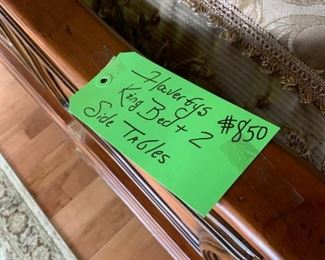 Havertys
King Bed + 2
Side Tables
$850